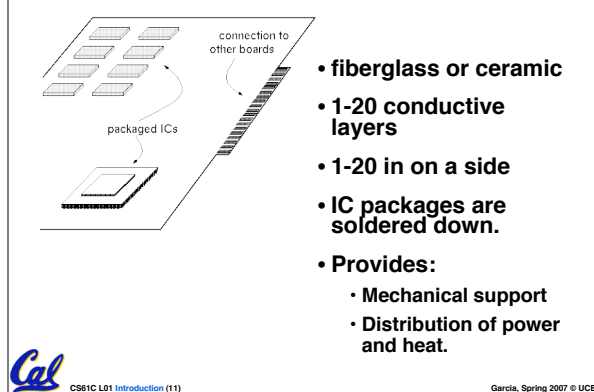 connection to
other boards
packaged ICs
• fiberglass or ceramic
• 1-20 conductive
layers
• 1-20 in on a side
• IC packages are
soldered down.
• Provides:
• Mechanical support
• Distribution of power
and heat.
Cal
CS61C L01 Introduction (11)
Garcia, Spring 2007 © UCB